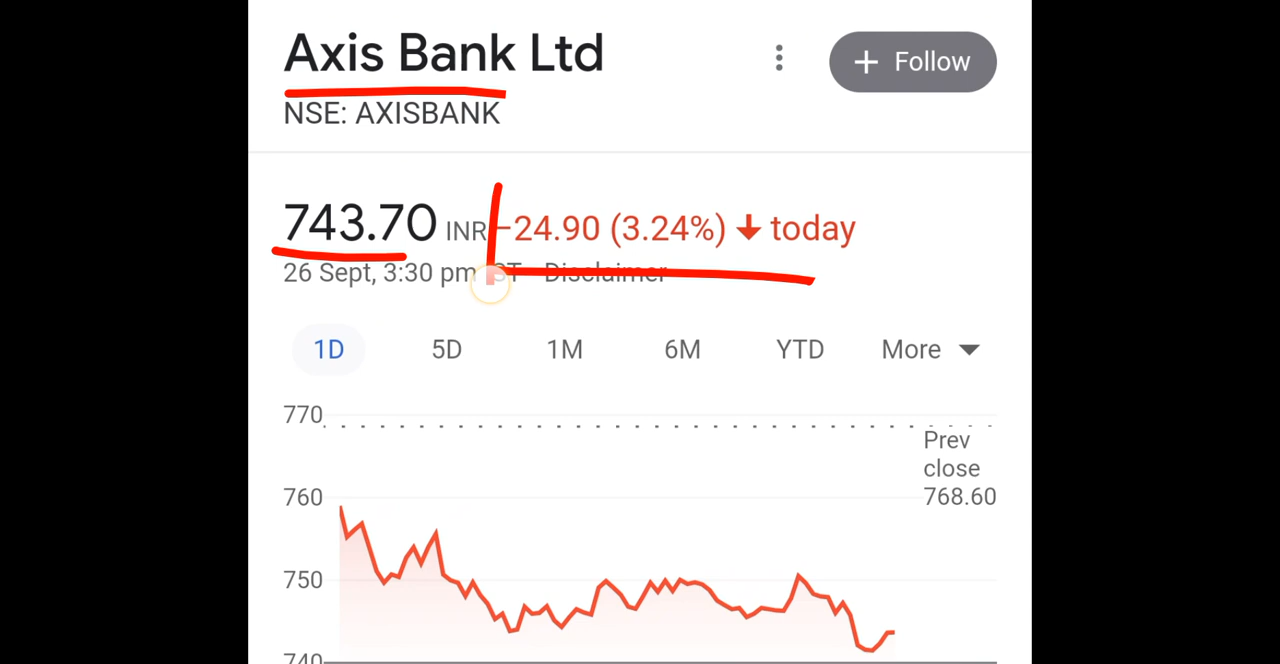 Axis Bank Ltd
+ Follow
NSE: AXISBANK
743.70 INR −24.90 (3.24%) ↓ today
26 Sept, 3:30 pm Disclaimer
1D 5D 1M 6M YTD More
770
Prev
close
768.60
760
750
740